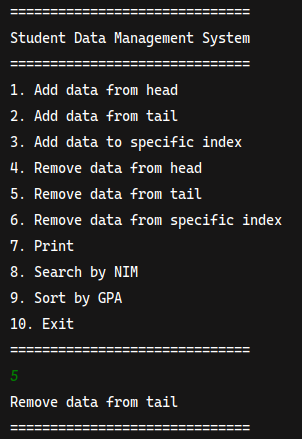 ==============================
Student Data Management System
==============================
1. Add data from head
2. Add data from tail
3. Add data to specific index
4. Remove data from head
5. Remove data from tail
6. Remove data from specific index
7. Print
8. Search by NIM
9. Sort by GPA
10. Exit
==============================
5
Remove data from tail
==============================